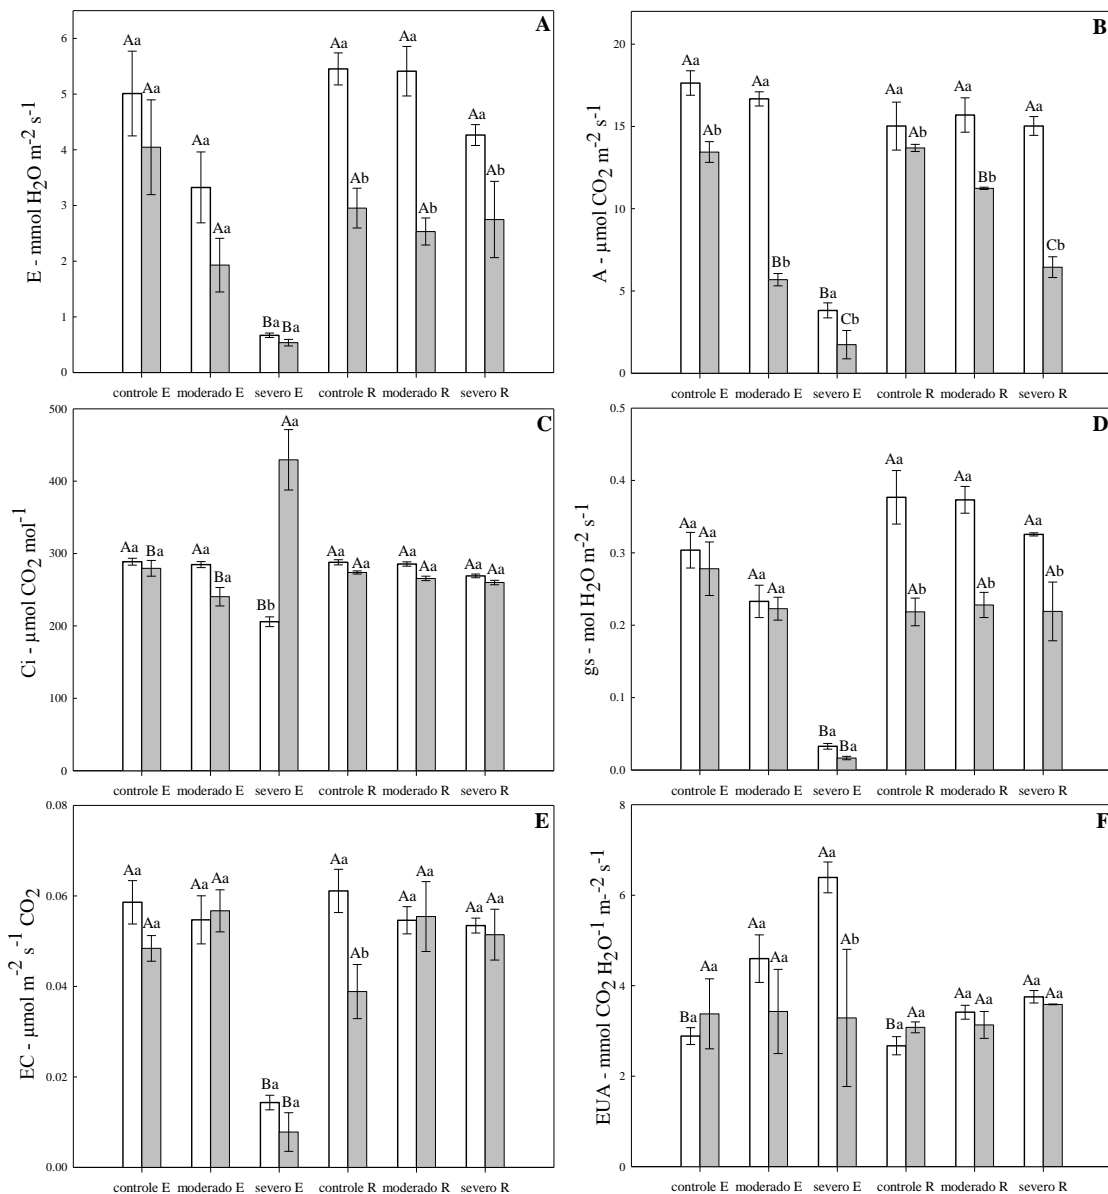 A
E - mmol H2O m-2 s-1
6
5
4
3
2
1
0
Aa Aa Aa Aa Ba Ba Aa Ab Aa Ab Aa Ab
controle E moderado E severo E controle R moderado R severo R
B
A - µmol CO2 m-2 s-1
20
15
10
5
0
Aa Ab Aa Bb Ba Cb Aa Ab Aa Bb Aa Cb
controle E moderado E severo E controle R moderado R severo R
C
Ci - µmol CO2 mol-1
500
400
300
200
100
0
Aa Ba Aa Ba Bb Aa Aa Aa Aa Aa Aa Aa
controle E moderado E severo E controle R moderado R severo R
D
gs - mol H2O m-2 s-1
0.5
0.4
0.3
0.2
0.1
0.0
Aa Aa Aa Aa Ba Ba Aa Ab Aa Ab Aa Ab
controle E moderado E severo E controle R moderado R severo R
E
EC - µmol m-2 s-1 CO2
0.08
0.06
0.04
0.02
0.00
Aa Aa Aa Aa Ba Ba Aa Ab Aa Aa Aa Aa
controle E moderado E severo E controle R moderado R severo R
F
EUA - mmol CO2 H2O-1 m-2 s-1
8
6
4
2
0
Ba Aa Aa Aa Aa Ab Ba Aa Aa Aa Aa Aa
controle E moderado E severo E controle R moderado R severo R